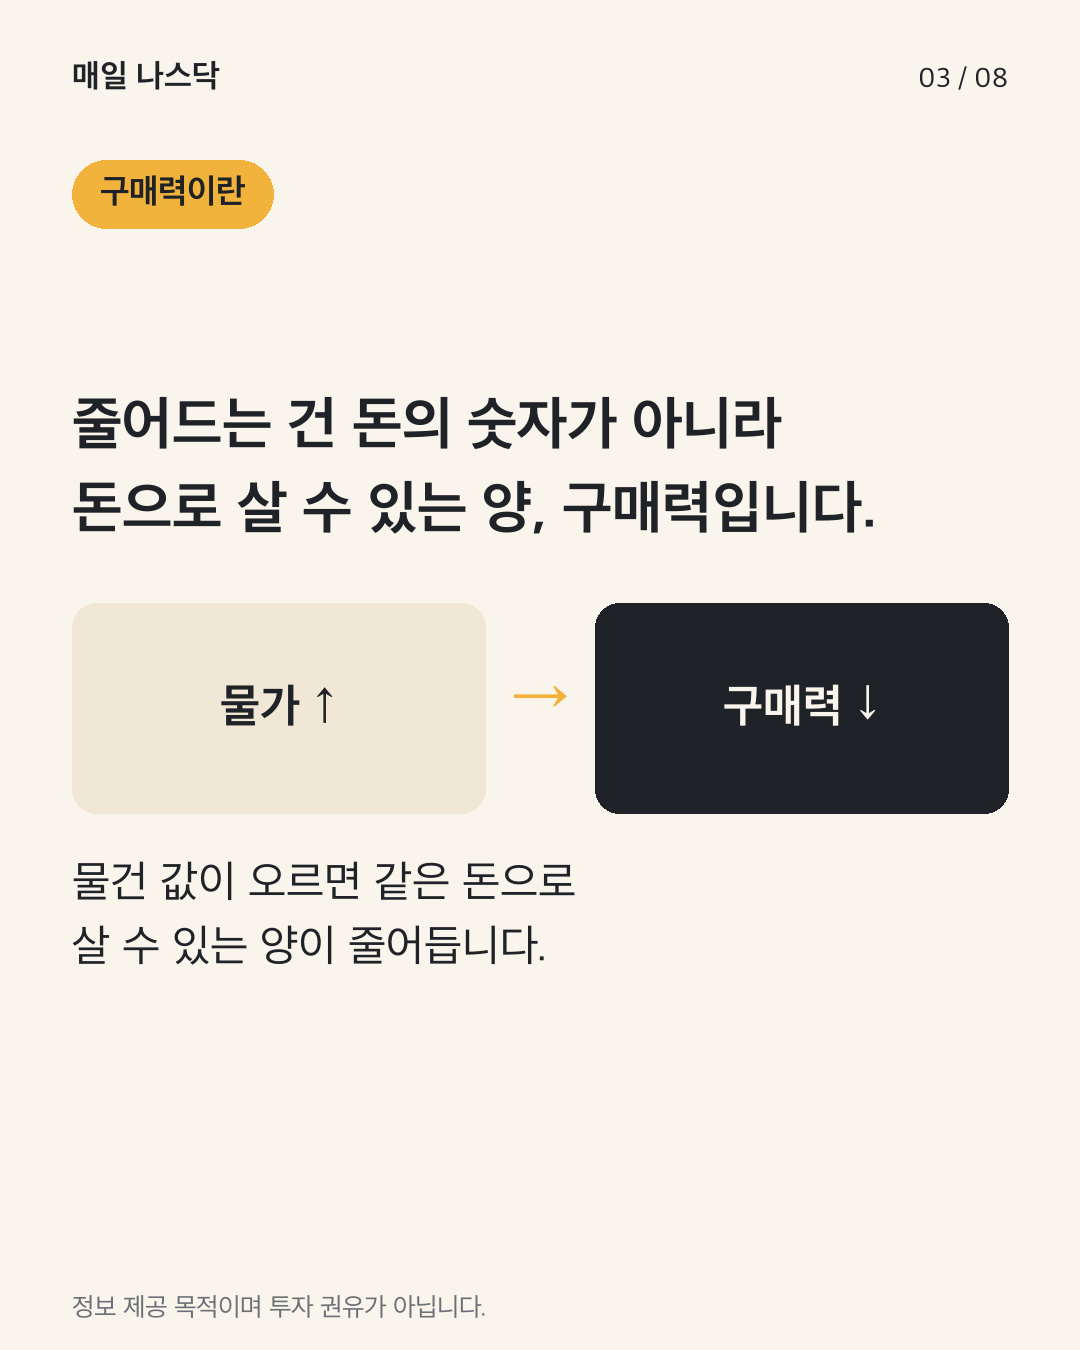 매일 나스닥
03 / 08
구매력이란
줄어드는 건 돈의 숫자가 아니라
돈으로 살 수 있는 양, 구매력입니다.
물가 ↑
→
구매력 ↓
물건 값이 오르면 같은 돈으로
살 수 있는 양이 줄어듭니다.
정보 제공 목적이며 투자 권유가 아닙니다.